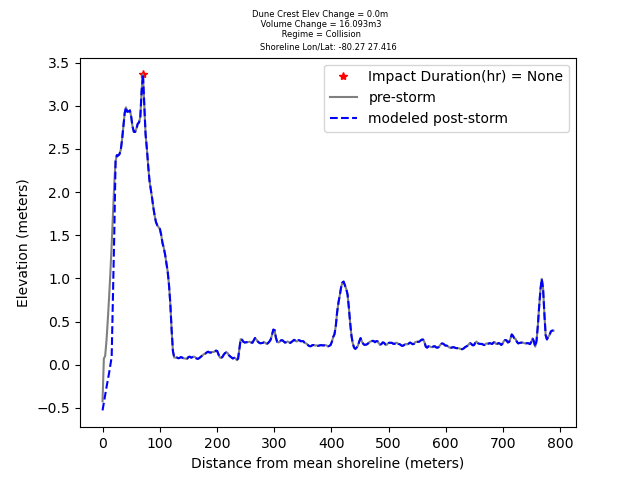 Dune Crest Elev Change = 0.0m
Volume Change = 16.093m3
Regime = Collision
Shoreline Lon/Lat: -80.27 27.416
Impact Duration(hr) = None
pre-storm
modeled post-storm
3.5
3.0
2.5
2.0
1.5
1.0
0.5
0.0
−0.5
Elevation (meters)
0 100 200 300 400 500 600 700 800
Distance from mean shoreline (meters)